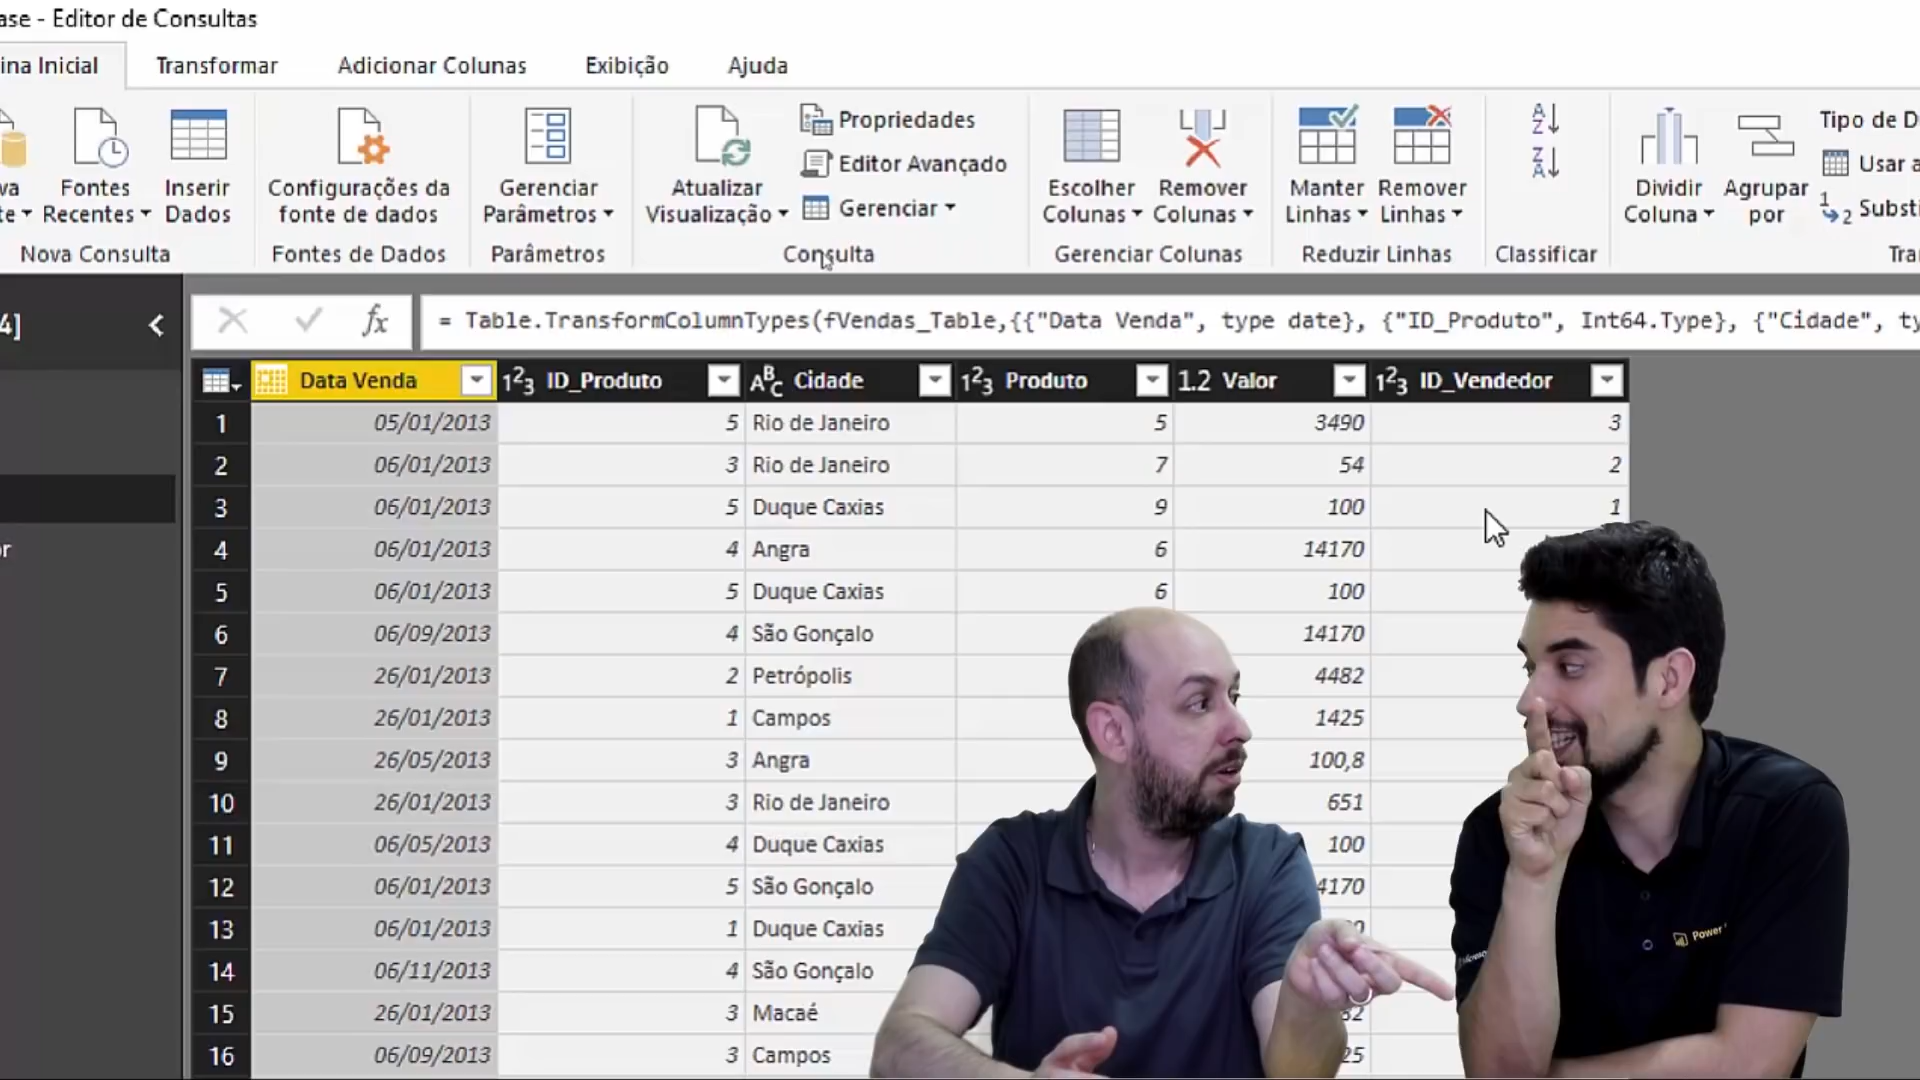 ase - Editor de Consultas
ina Inicial Transformar Adicionar Colunas Exibição Ajuda
Fontes Recentes
Inserir Dados
Nova Consulta
Configurações da fonte de dados
Fontes de Dados
Gerenciar Parâmetros
Parâmetros
Atualizar Visualização
Propriedades
Editor Avançado
Gerenciar
Consulta
Escolher Colunas
Remover Colunas
Gerenciar Colunas
Manter Linhas
Remover Linhas
Reduzir Linhas
Classificar
Dividir Coluna
Agrupar por
Tipo de D
Usar a
Substi
Tra
4]
fx = Table.TransformColumnTypes(fVendas_Table,{{"Data Venda", type date}, {"ID_Produto", Int64.Type}, {"Cidade", ty
Data Venda 123 ID_Produto ABC Cidade 123 Produto 1.2 Valor 123 ID_Vendedor
1 05/01/2013 5 Rio de Janeiro 5 3490 3
2 06/01/2013 3 Rio de Janeiro 7 54 2
3 06/01/2013 5 Duque Caxias 9 100 1
4 06/01/2013 4 Angra 6 14170
5 06/01/2013 5 Duque Caxias 6 100
6 06/09/2013 4 São Gonçalo 14170
7 26/01/2013 2 Petrópolis 4482
8 26/01/2013 1 Campos 1425
9 26/05/2013 3 Angra 100,8
10 26/01/2013 3 Rio de Janeiro 651
11 06/05/2013 4 Duque Caxias 100
12 06/01/2013 5 São Gonçalo 4170
13 06/01/2013 1 Duque Caxias
14 06/11/2013 4 São Gonçalo
15 26/01/2013 3 Macaé
16 06/09/2013 3 Campos 25
Power